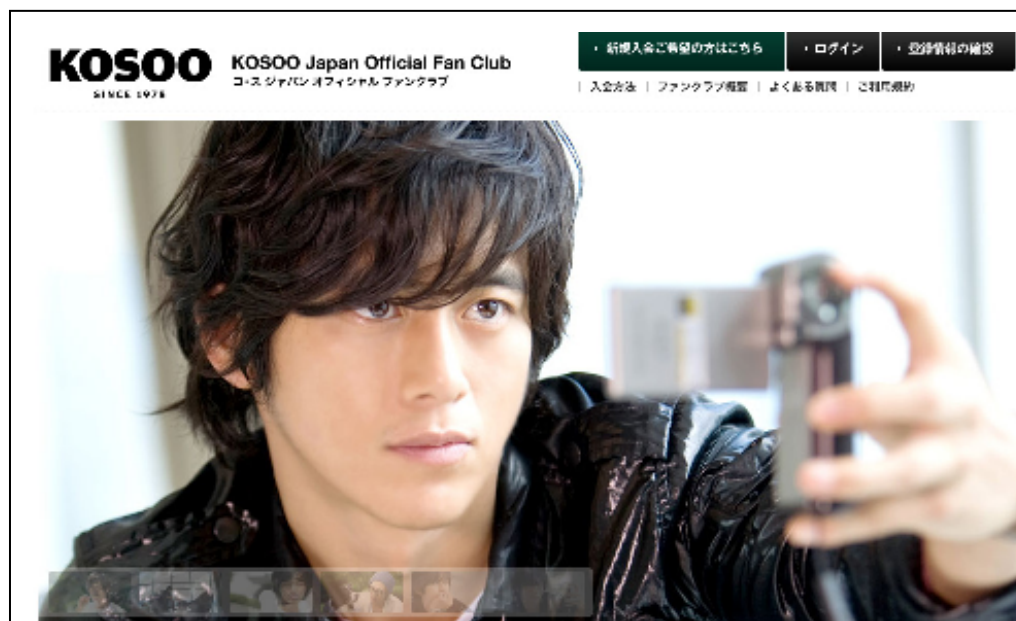 KOSOO
SINCE 1978
KOSOO Japan Official Fan Club
コ・ス ジャパン オフィシャル ファンクラブ
・ 新規入会ご希望の方はこちら
・ログイン
・ 登録情報の確認
| 入会方法 | ファンクラブ概要 | よくある質問 | ご利用規約